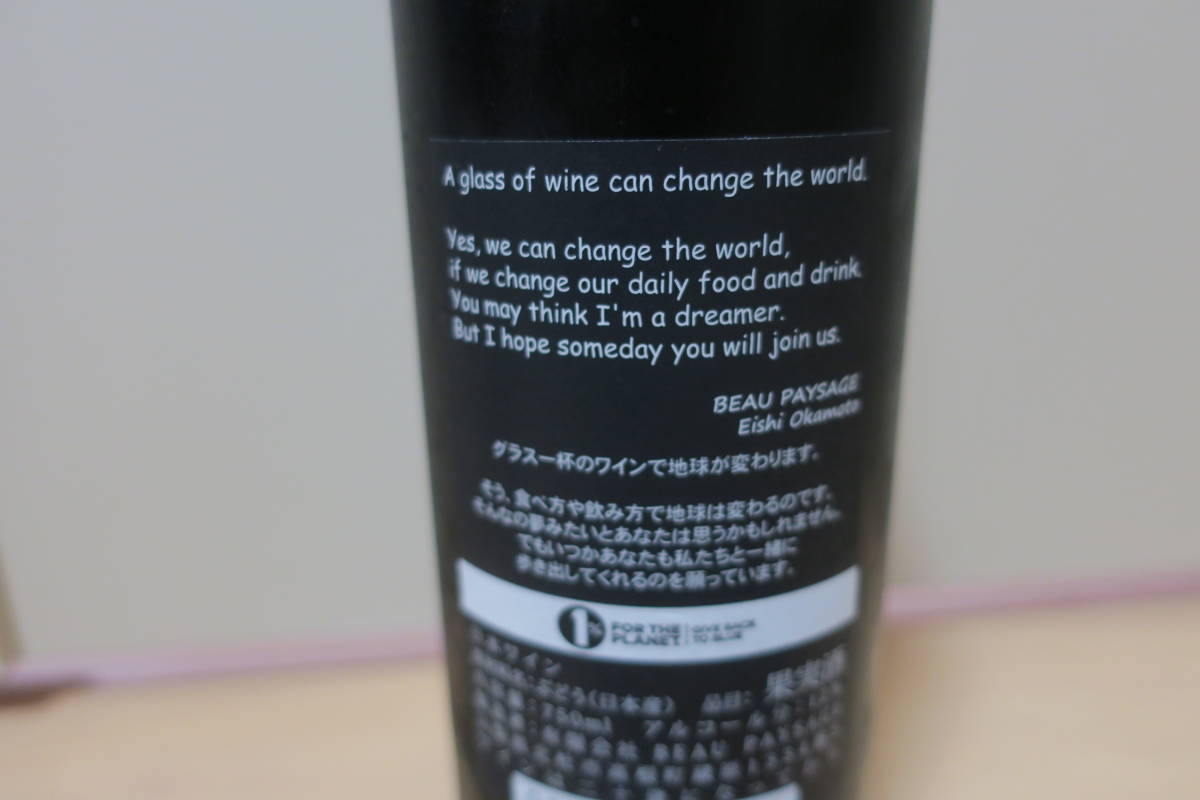 A glass of wine can change the world.
Yes, we can change the world,
if we change our daily food and drink.
You may think I'm a dreamer.
But I hope someday you will join us.
BEAU PAYSAGE
Eishi Okamoto
グラス一杯のワインで地球が変わります。
そう、食べ方や飲み方で地球は変わるのです。
そんなの夢みたいとあなたは思うかもしれません。
でもいつかあなたも私たちと一緒に
歩き出してくれるのを願っています。
1% FOR THE PLANET GIVE BACK TO BLUE
ワイン
ぶどう(日本産) 品目: 果実酒
750ml アルコール分
BEAU PAYSAGE